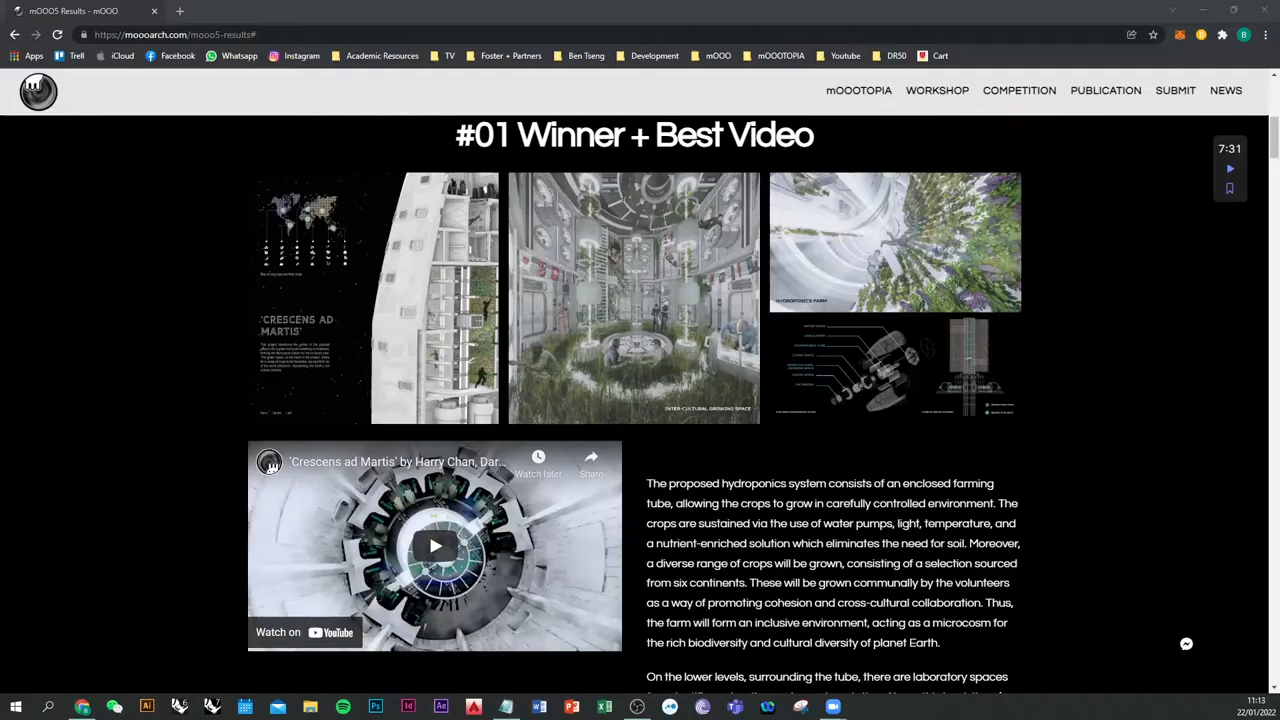 mOOO5 Results - mOOO
https://moooarch.com/mooo5-results#
Apps Trell iCloud Facebook Whatsapp Instagram Academic Resources TV Foster + Partners Ben Tseng Development mOOO mOOOTOPIA Youtube DR50 Cart
mOOOTOPIA WORKSHOP COMPETITION PUBLICATION SUBMIT NEWS
#01 Winner + Best Video
7:31
'CRESCENS AD
MARTIS'
INTER-CULTURAL GROWING SPACE
HYDROPONICS FARM
'Crescens ad Martis' by Harry Chan, Dar...
Watch later
Share
Watch on YouTube
The proposed hydroponics system consists of an enclosed farming
tube, allowing the crops to grow in carefully controlled environment. The
crops are sustained via the use of water pumps, light, temperature, and
a nutrient-enriched solution which eliminates the need for soil. Moreover,
a diverse range of crops will be grown, consisting of a selection sourced
from six continents. These will be grown communally by the volunteers
as a way of promoting cohesion and cross-cultural collaboration. Thus,
the farm will form an inclusive environment, acting as a microcosm for
the rich biodiversity and cultural diversity of planet Earth.
On the lower levels, surrounding the tube, there are laboratory spaces
11:13
22/01/2022